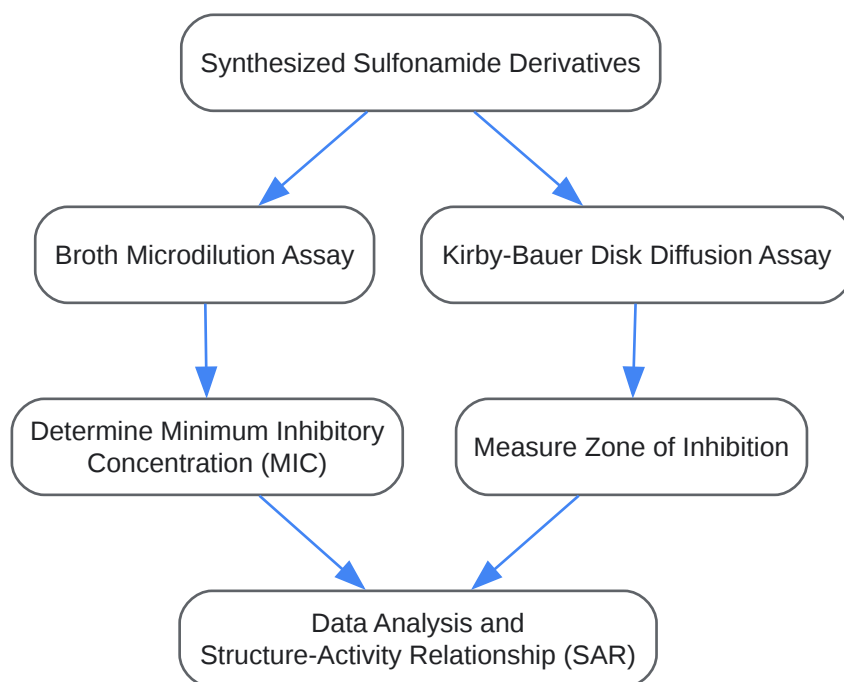 Synthesized Sulfonamide Derivatives
Broth Microdilution Assay
Kirby-Bauer Disk Diffusion Assay
Determine Minimum Inhibitory
Concentration (MIC)
Measure Zone of Inhibition
Data Analysis and
Structure-Activity Relationship (SAR)